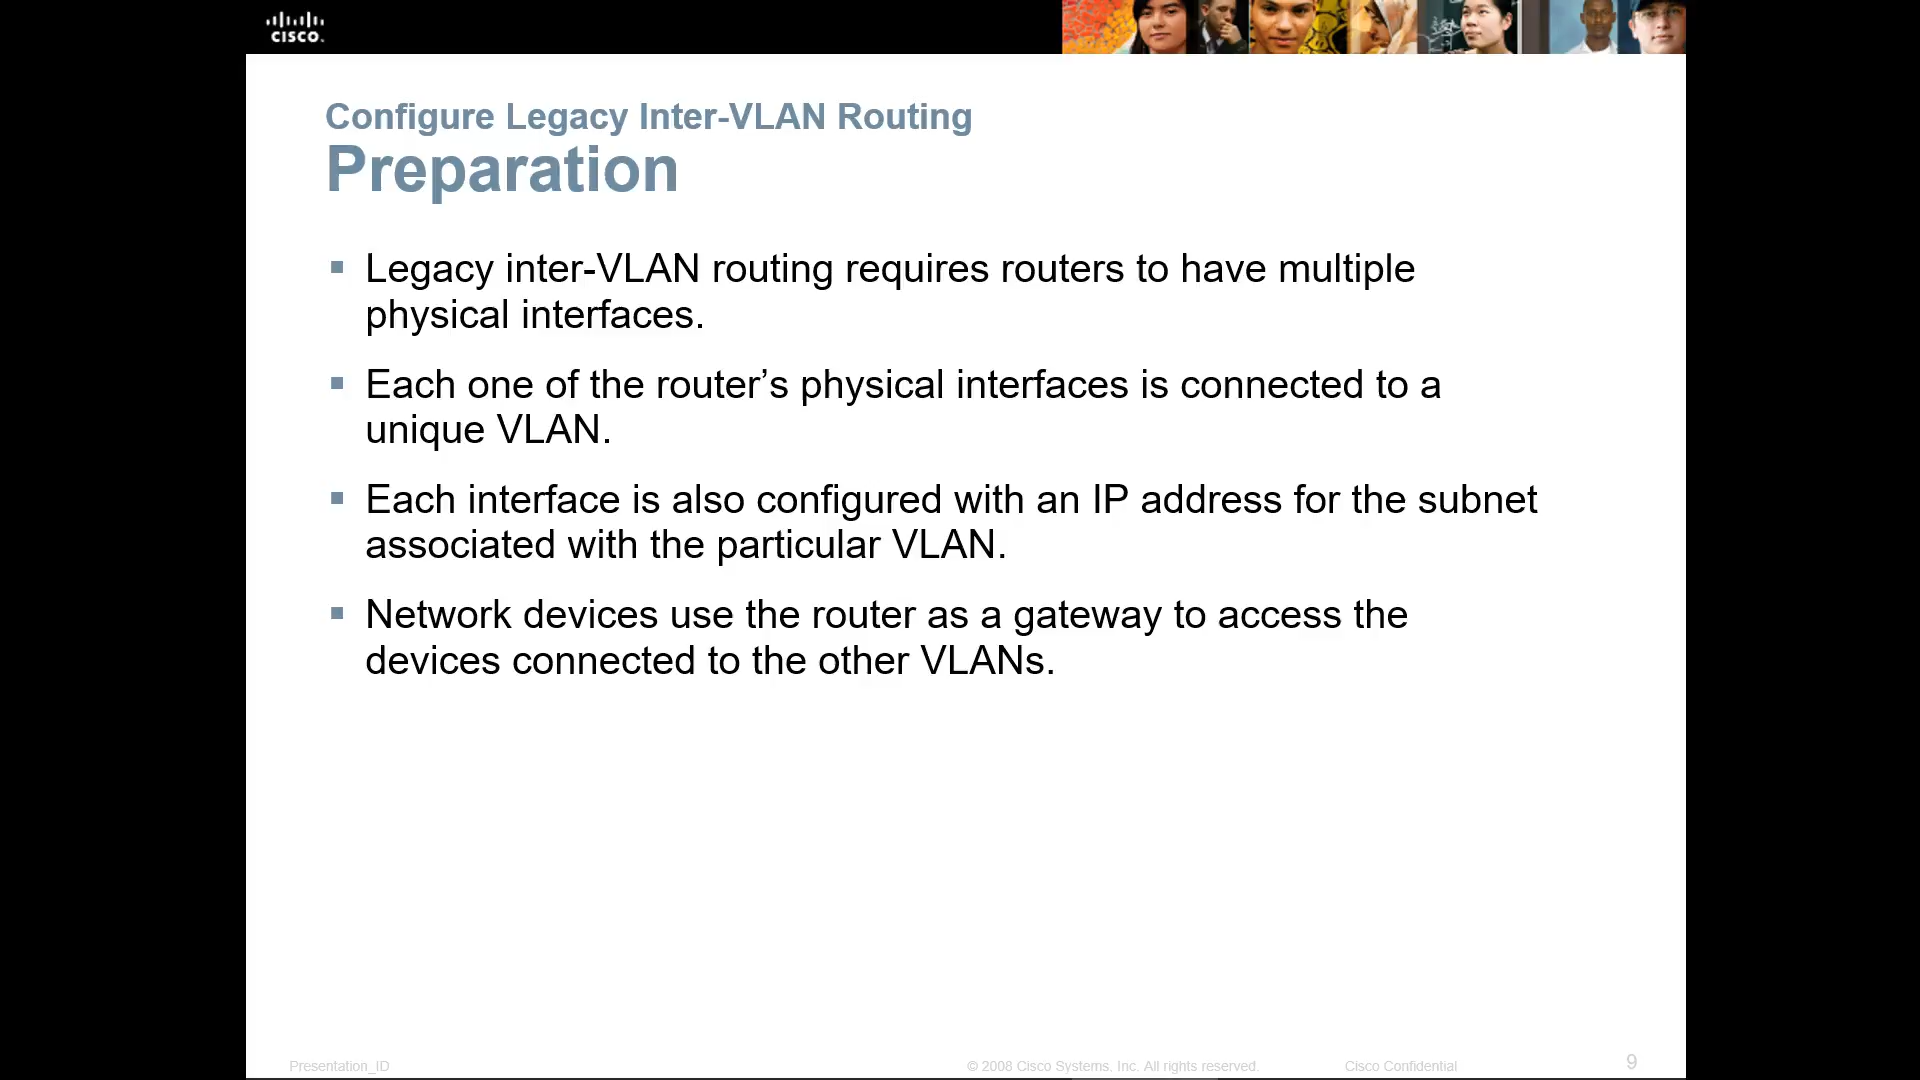 CISCO.
Configure Legacy Inter-VLAN Routing
Preparation
Legacy inter-VLAN routing requires routers to have multiple
physical interfaces.
Each one of the router’s physical interfaces is connected to a
unique VLAN.
Each interface is also configured with an IP address for the subnet
associated with the particular VLAN.
Network devices use the router as a gateway to access the
devices connected to the other VLANs.
Presentation_ID © 2008 Cisco Systems, Inc. All rights reserved. Cisco Confidential 9